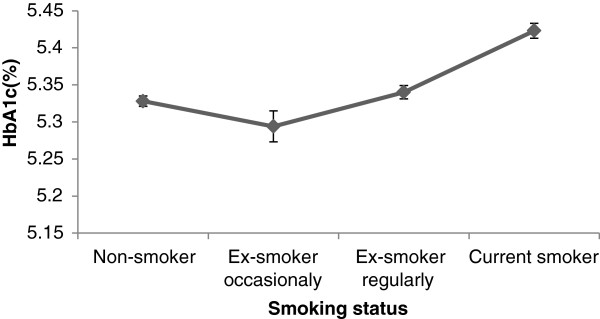 HbA1c(%)
5.45
5.4
5.35
5.3
5.25
5.2
5.15
Non-smoker
Ex-smoker
occasionaly
Ex-smoker
regularly
Current smoker
Smoking status